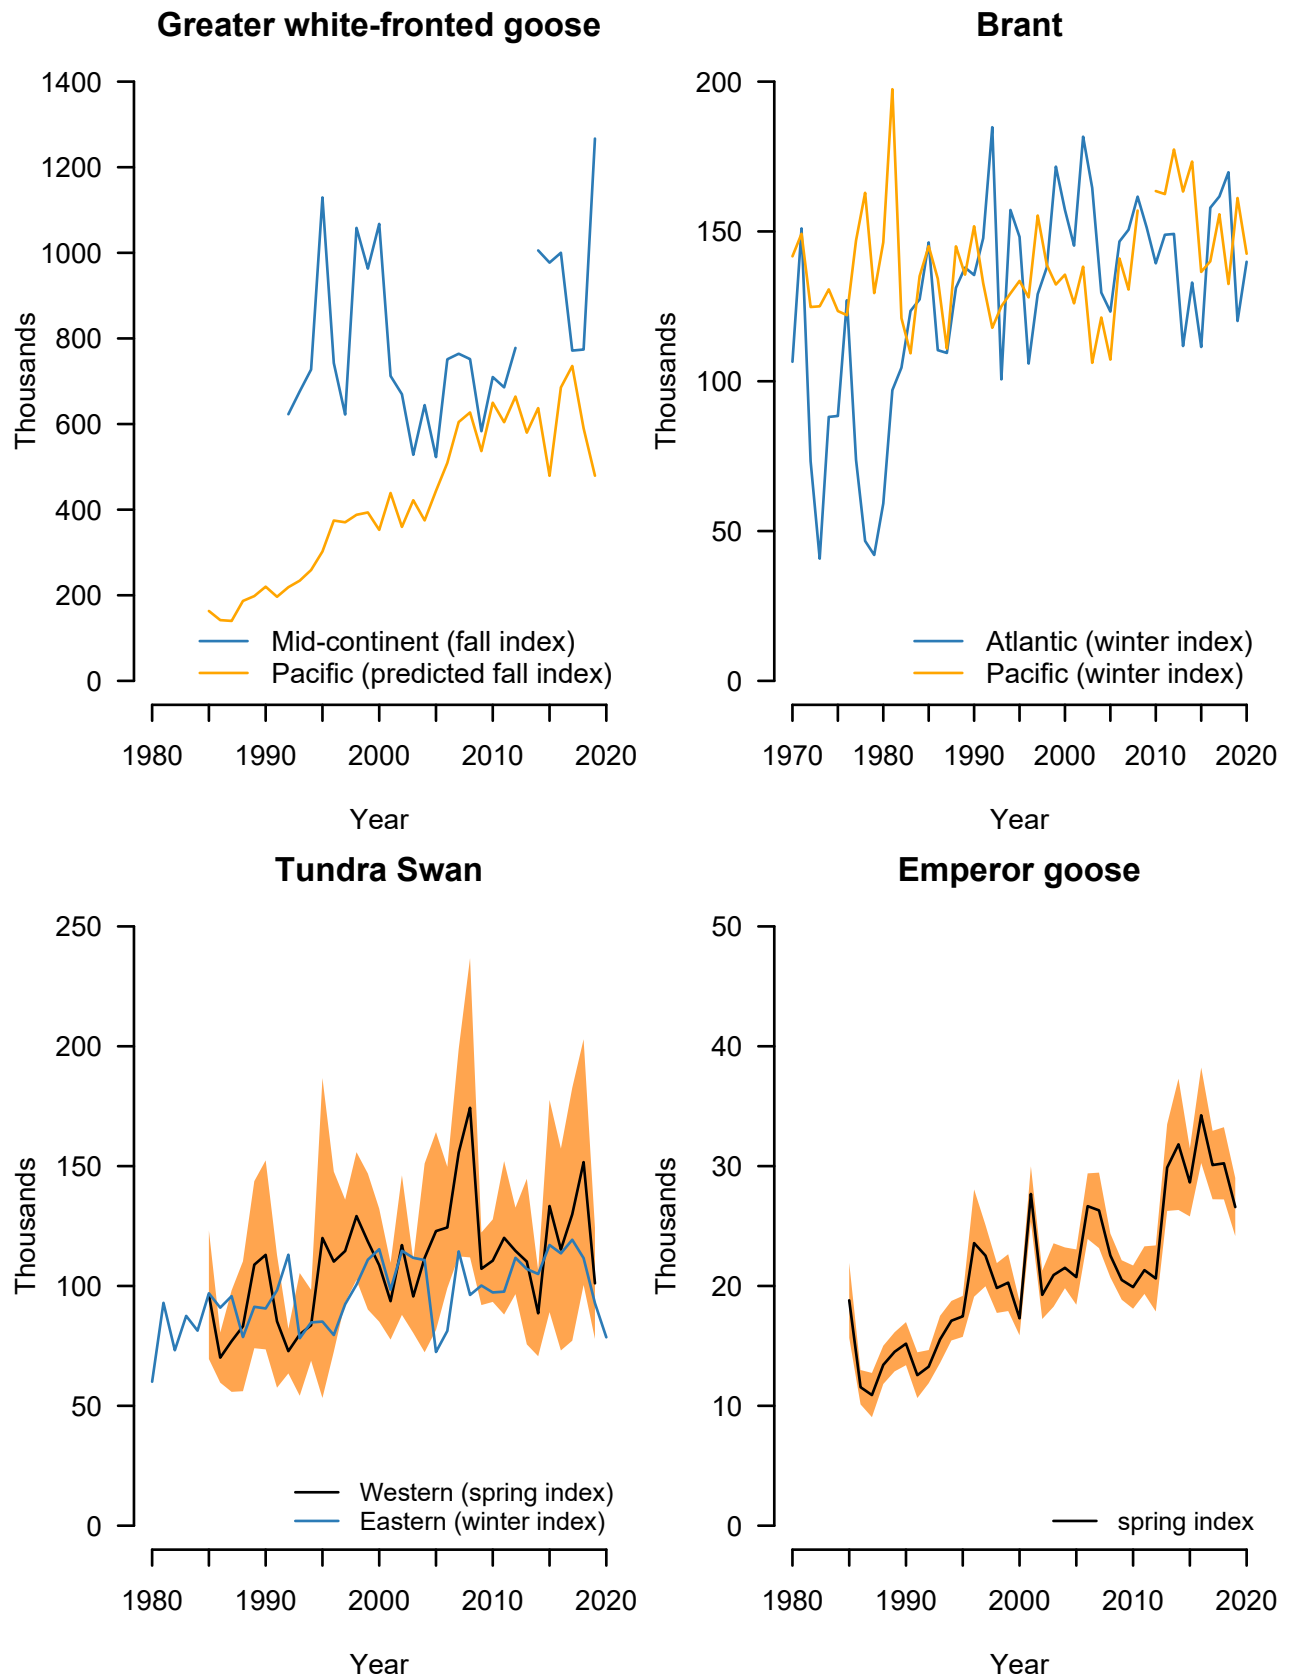 Greater white-fronted goose
1400
1200
1000
800
600
400
200
0
Thousands
Mid-continent (fall index)
Pacific (predicted fall index)
1980 1990 2000 2010 2020
Year
Brant
200
150
100
50
0
Thousands
Atlantic (winter index)
Pacific (winter index)
1970 1980 1990 2000 2010 2020
Year
Tundra Swan
250
200
150
100
50
0
Thousands
Western (spring index)
Eastern (winter index)
1980 1990 2000 2010 2020
Year
Emperor goose
50
40
30
20
10
0
Thousands
spring index
1980 1990 2000 2010 2020
Year